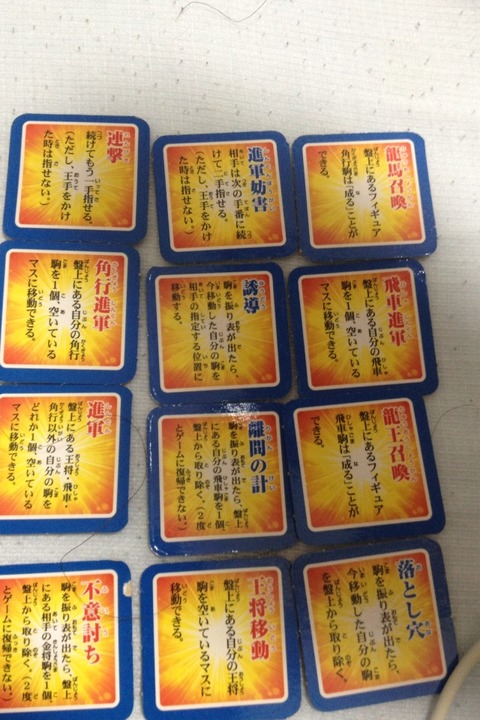 龍馬召喚
盤上にあるフィギュア
角行駒は「成る」ことが
できる。
進軍妨害
相手は次の手番に続
けて二手指せる。
(ただし、王手をかけ
た時は指せない。)
連撃
続けてもう一手指せる。
(ただし、王手をかけ
た時は指せない。)
飛車進軍
盤上にある自分の飛車
駒を1個、空いている
マスに移動できる。
誘導
駒を振り表が出たら、
今移動した自分の駒を
相手の指定する位置に
移動する。
角行進軍
盤上にある自分の角行
駒を1個、空いている
マスに移動できる。
龍王召喚
盤上にあるフィギュア
飛車駒は「成る」ことが
できる。
離間の計
駒を振り表が出たら、盤上
にある自分の飛車駒を1個、
盤上から取り除く。(2度
とゲームに復帰できない。)
進軍
盤上にある王将・飛車・
角行以外の自分の駒を
どれか1個、空いている
マスに移動できる。
落とし穴
駒を振り表が出たら、
今移動した自分の駒
を盤上から取り除く。
王将移動
盤上にある自分の王将
駒を空いているマスに
移動できる。
不意討ち
駒を振り表が出たら、盤上
にある相手の金将駒を1個、
盤上から取り除く。(2度
とゲームに復帰できない。)